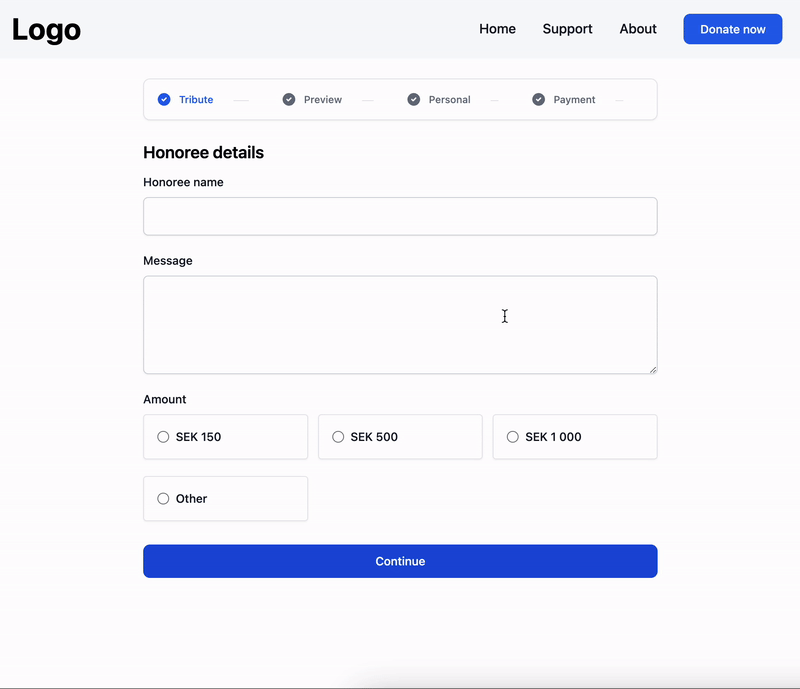 Logo
Home Support About Donate now
Tribute Preview Personal Payment
Honoree details
Honoree name
Message
Amount
SEK 150 SEK 500 SEK 1 000
Other
Continue